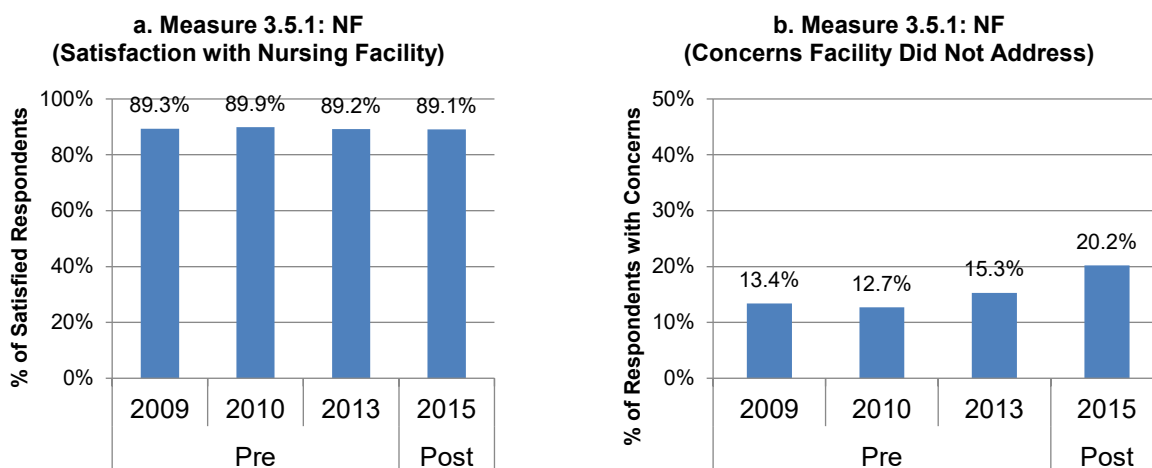 a. Measure 3.5.1: NF
(Satisfaction with Nursing Facility)
% of Satisfied Respondents
100%
80%
60%
40%
20%
0%
89.3%
89.9%
89.2%
89.1%
2009
2010
2013
2015
Pre
Post
b. Measure 3.5.1: NF
(Concerns Facility Did Not Address)
% of Respondents with Concerns
50%
40%
30%
20%
10%
0%
13.4%
12.7%
15.3%
20.2%
2009
2010
2013
2015
Pre
Post